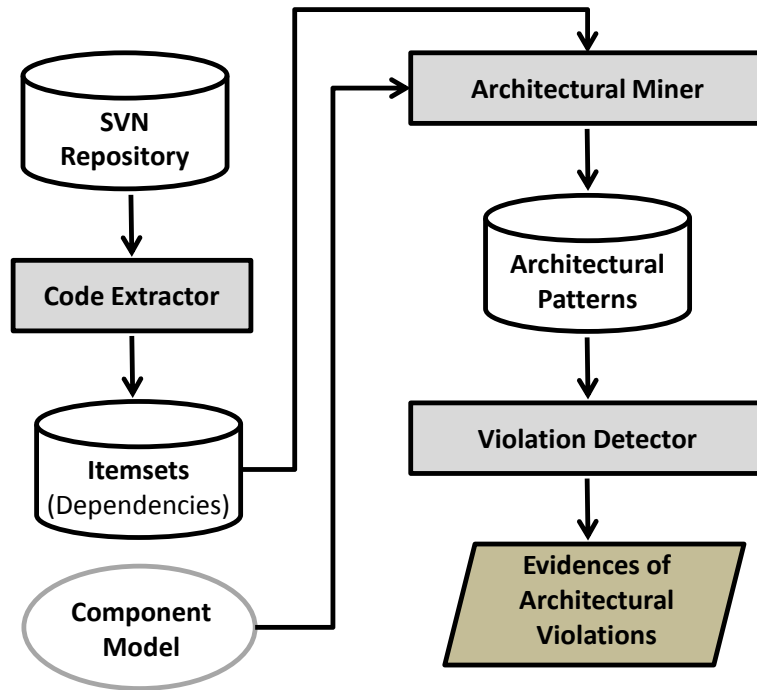 SVN
Repository
Code Extractor
Itemsets
(Dependencies)
Component
Model
Architectural Miner
Architectural
Patterns
Violation Detector
Evidences of
Architectural
Violations